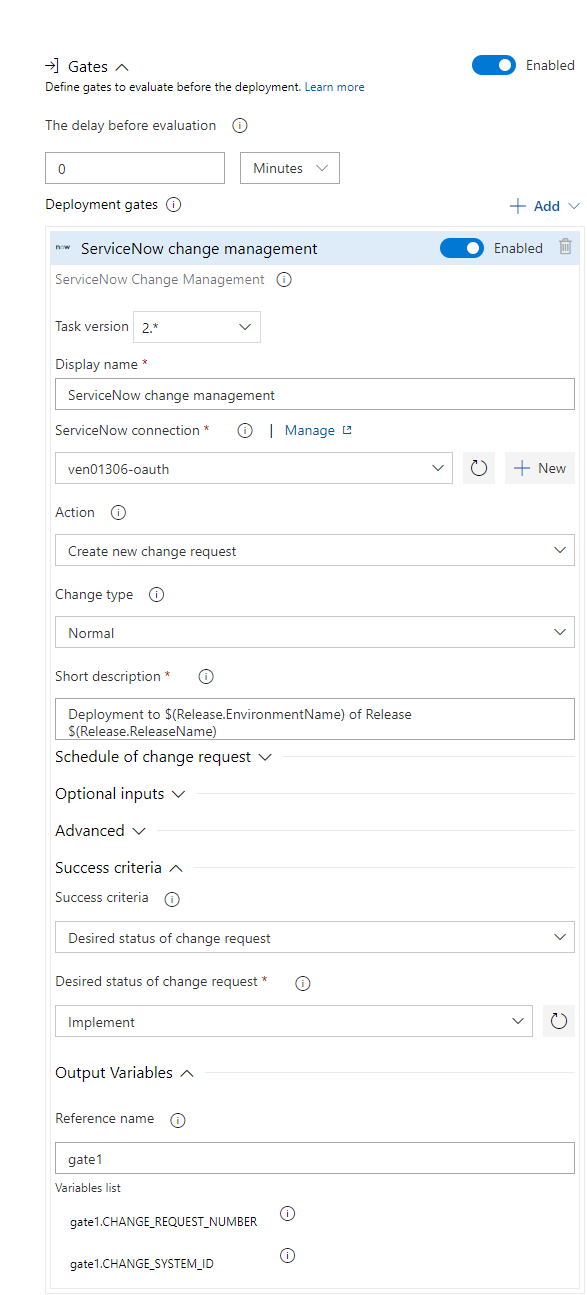 Gates
Enabled
Define gates to evaluate before the deployment. Learn more
The delay before evaluation
0
Minutes
Deployment gates
Add
now ServiceNow change management
Enabled
ServiceNow Change Management
Task version 2.*
Display name *
ServiceNow change management
ServiceNow connection * | Manage
ven01306-oauth
New
Action
Create new change request
Change type
Normal
Short description *
Deployment to $(Release.EnvironmentName) of Release
$(Release.ReleaseName)
Schedule of change request
Optional inputs
Advanced
Success criteria
Success criteria
Desired status of change request
Desired status of change request *
Implement
Output Variables
Reference name
gate1
Variables list
gate1.CHANGE_REQUEST_NUMBER
gate1.CHANGE_SYSTEM_ID